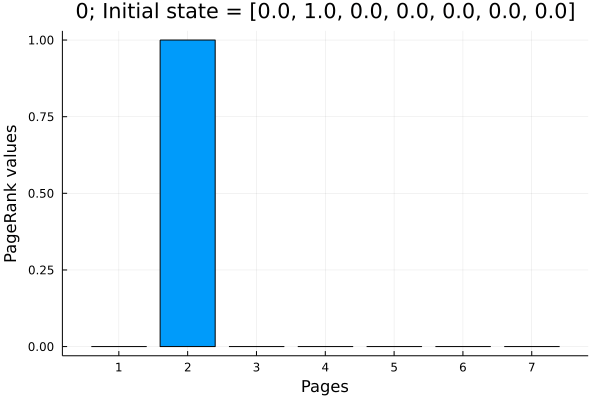 0; Initial state = [0.0, 1.0, 0.0, 0.0, 0.0, 0.0, 0.0]
1.00
0.75
0.50
0.25
0.00
PageRank values
1 2 3 4 5 6 7
Pages